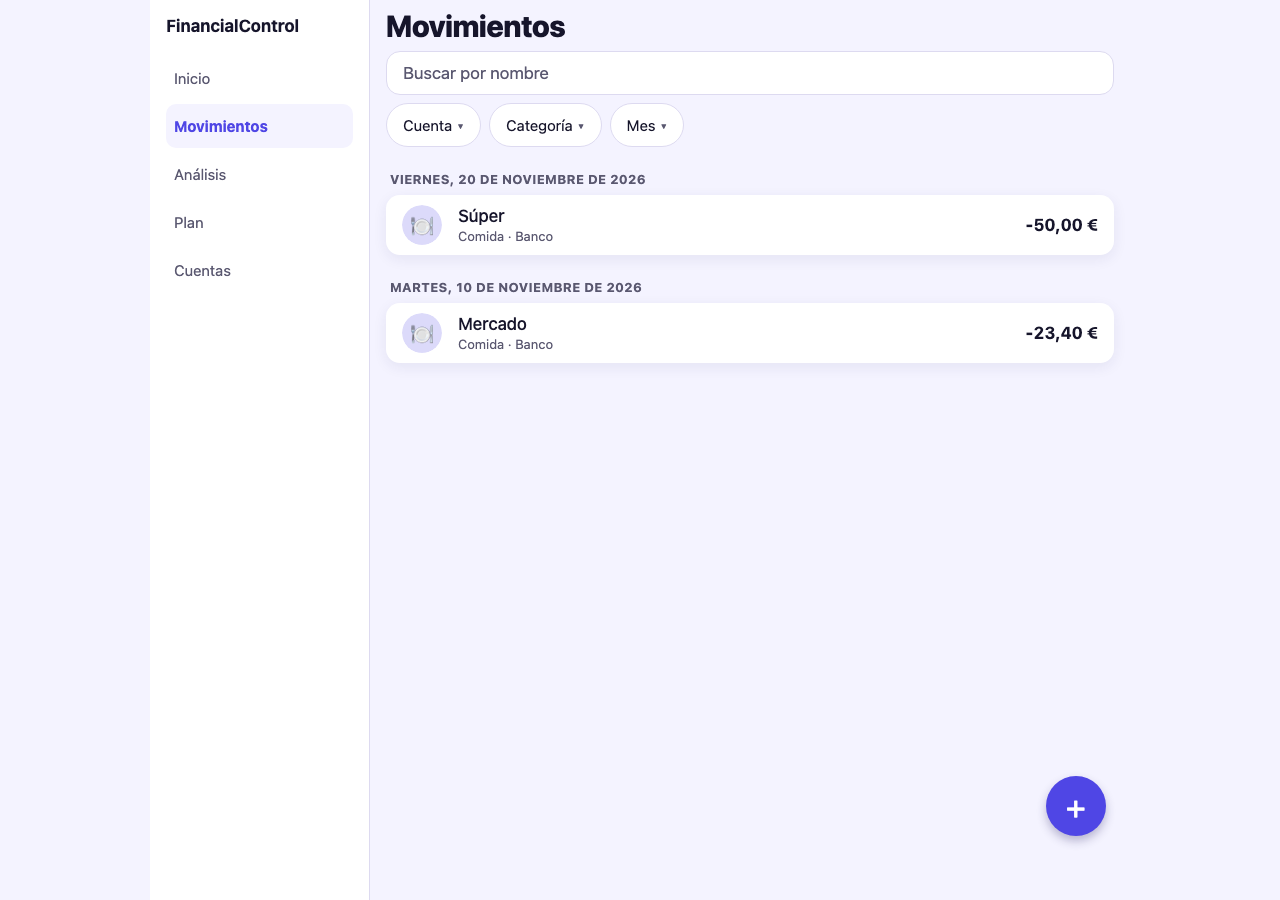 FinancialControl
Inicio
Movimientos
Análisis
Plan
Cuentas
Movimientos
Buscar por nombre
Cuenta ▾
Categoría ▾
Mes ▾
VIERNES, 20 DE NOVIEMBRE DE 2026
Súper
Comida · Banco
-50,00 €
MARTES, 10 DE NOVIEMBRE DE 2026
Mercado
Comida · Banco
-23,40 €
+